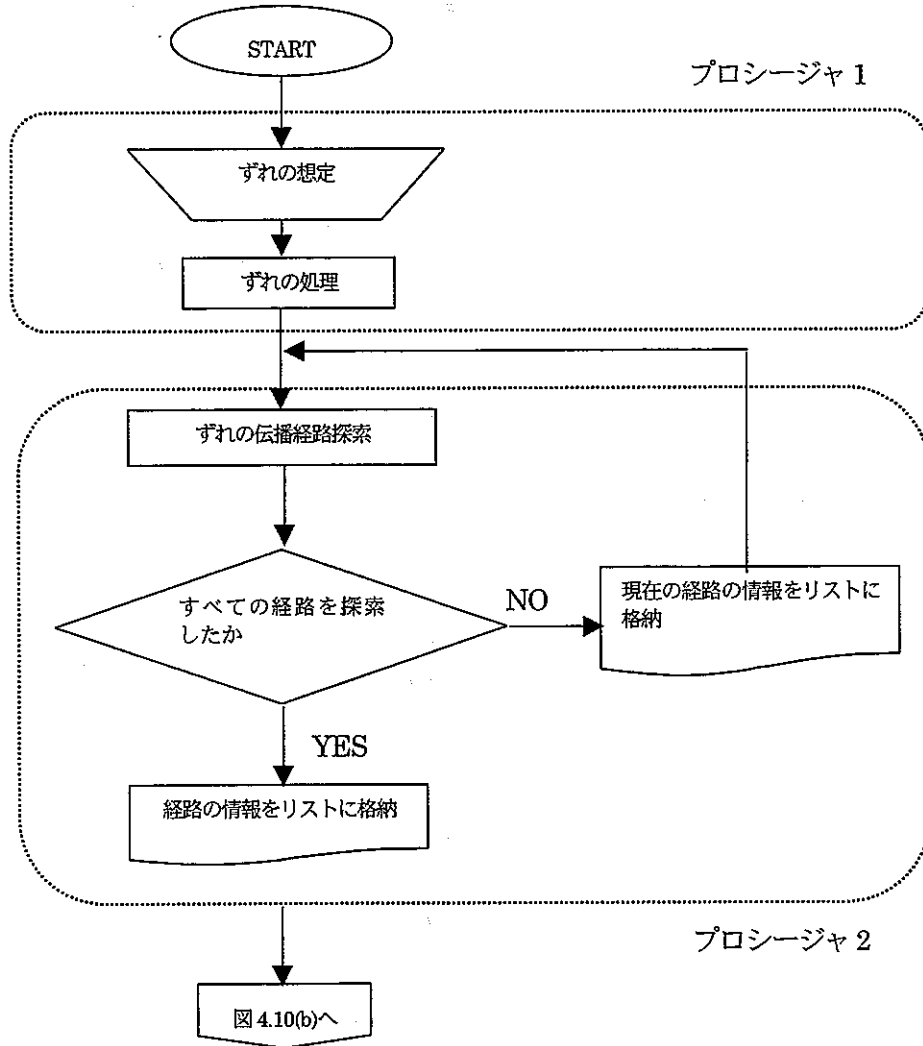 START
プロシージャ 1
ずれの想定
ずれの処理
ずれの伝播経路探索
すべての経路を探索
したか
NO
現在の経路の情報をリストに
格納
YES
経路の情報をリストに格納
プロシージャ 2
図 4.10(b)へ